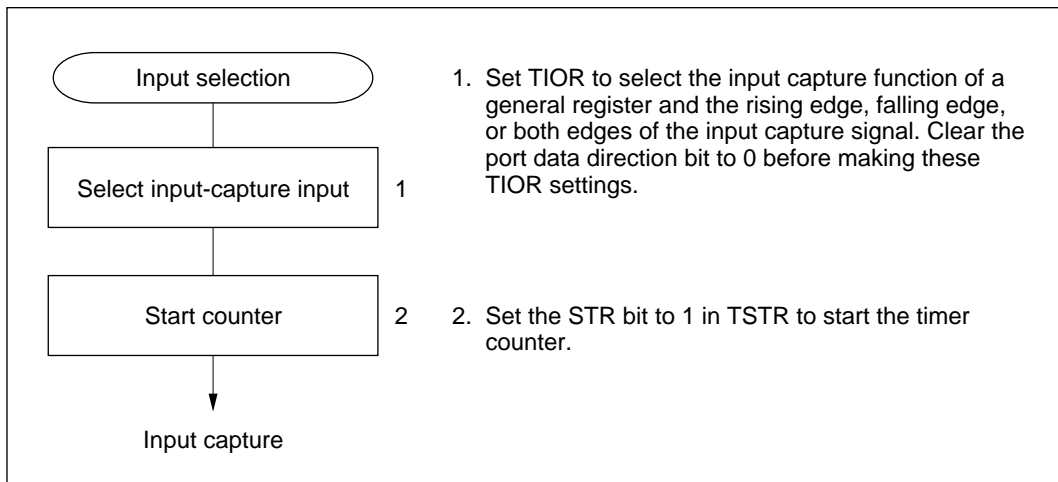 Input selection
Select input-capture input 1
Start counter 2
Input capture
1. Set TIOR to select the input capture function of a
general register and the rising edge, falling edge,
or both edges of the input capture signal. Clear the
port data direction bit to 0 before making these
TIOR settings.
2. Set the STR bit to 1 in TSTR to start the timer
counter.